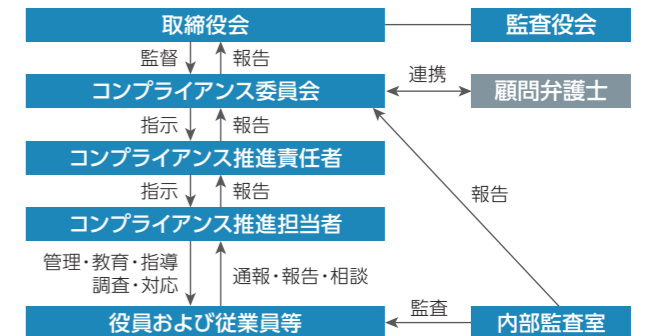 取締役会
監査役会
監督
報告
コンプライアンス委員会
連携
顧問弁護士
指示
報告
コンプライアンス推進責任者
指示
報告
報告
コンプライアンス推進担当者
管理・教育・指導
調査・対応
通報・報告・相談
役員および従業員等
監査
内部監査室